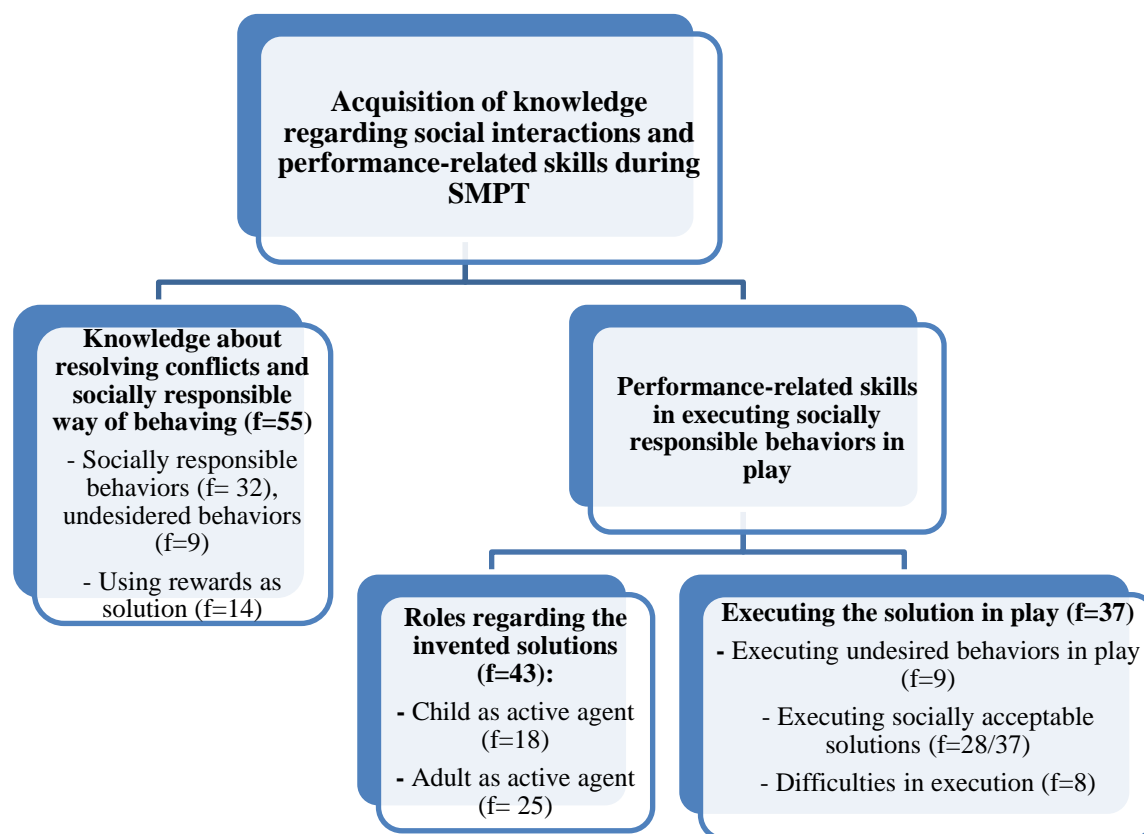 Acquisition of knowledge
regarding social interactions and
performance-related skills during
SMPT
Knowledge about
resolving conflicts and
socially responsible
way of behaving (f=55)
- Socially responsible
behaviors (f= 32),
undesidered behaviors
(f=9)
- Using rewards as
solution (f=14)
Performance-related skills
in executing socially
responsible behaviors in
play
Roles regarding the
invented solutions
(f=43):
- Child as active agent
(f=18)
- Adult as active agent
(f= 25)
Executing the solution in play (f=37)
- Executing undesired behaviors in play
(f=9)
- Executing socially acceptable
solutions (f=28/37)
- Difficulties in execution (f=8)